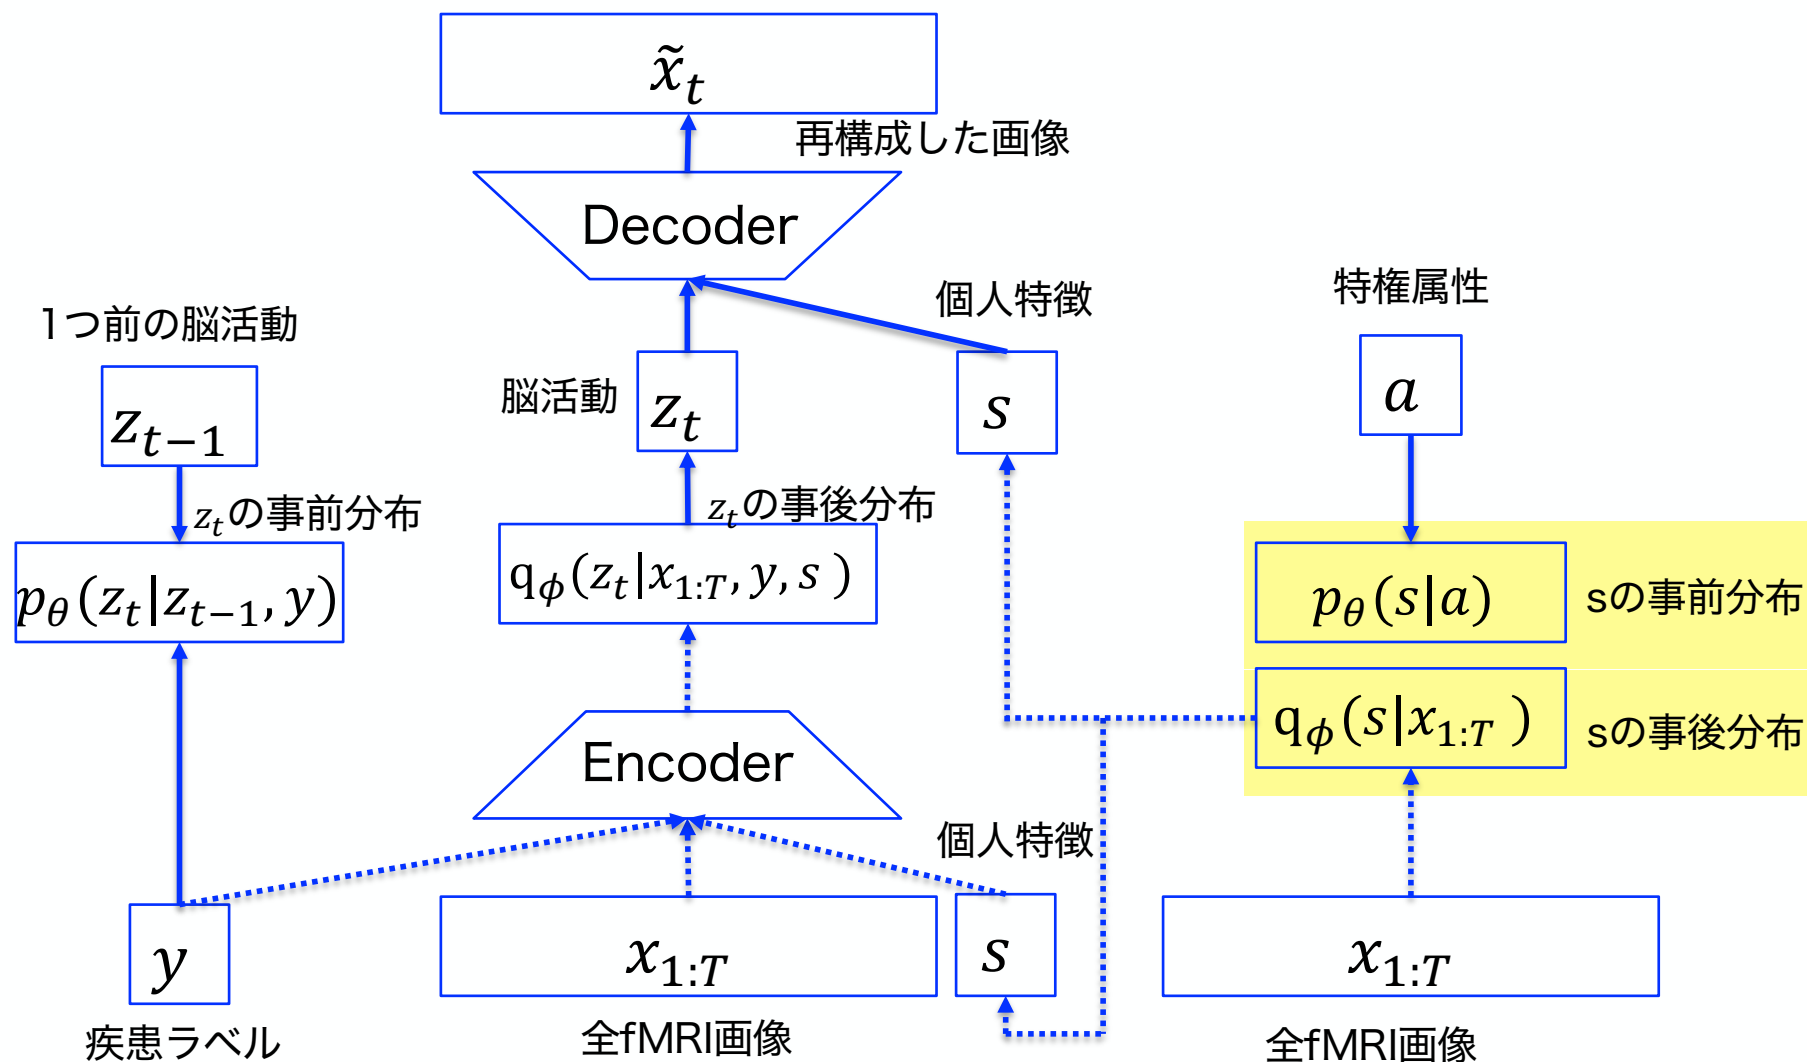 x̃_t
再構成した画像
Decoder
個人特徴
特権属性
1つ前の脳活動
z_{t−1}
脳活動
z_t
s
a
z_tの事前分布
z_tの事後分布
p_θ(z_t|z_{t−1}, y)
q_ϕ(z_t|x_{1:T}, y, s )
p_θ(s|a)
sの事前分布
q_ϕ(s|x_{1:T} )
sの事後分布
Encoder
個人特徴
y
x_{1:T}
s
x_{1:T}
疾患ラベル
全fMRI画像
全fMRI画像